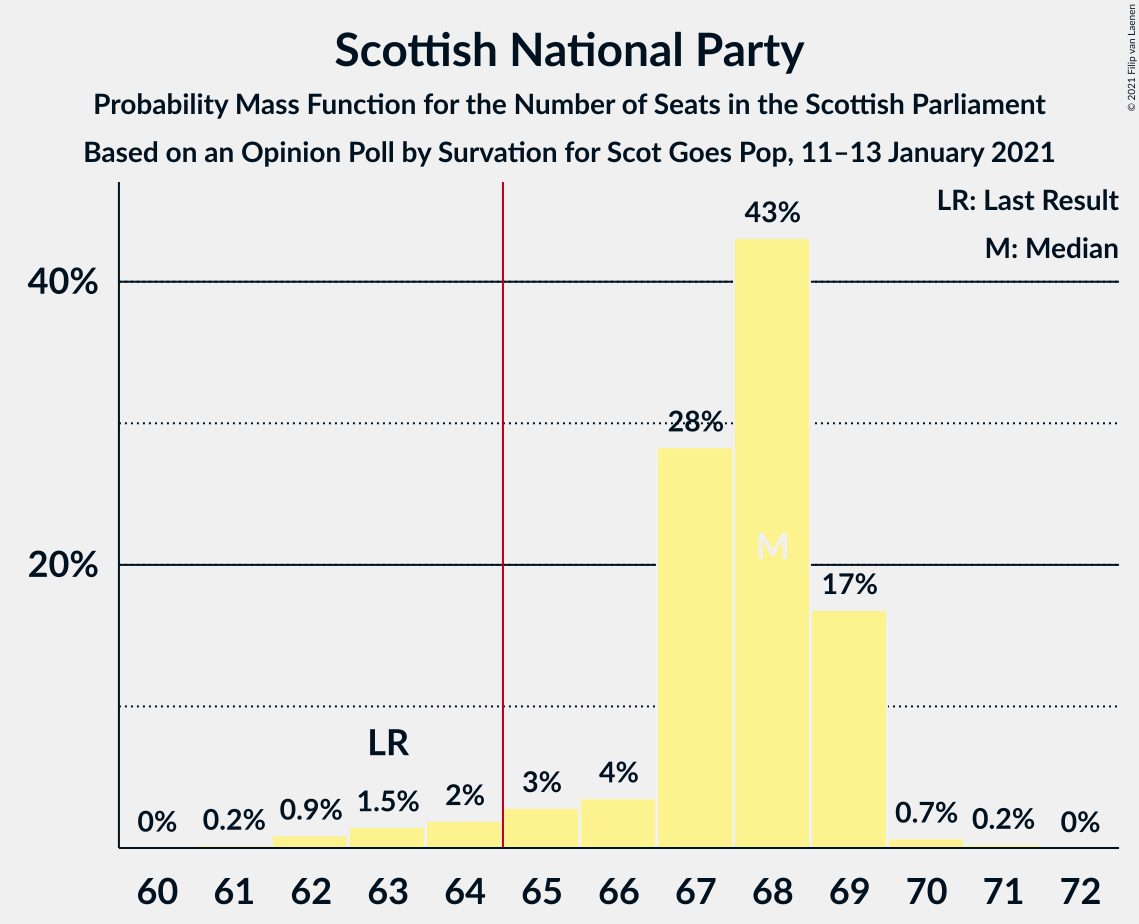 Scottish National Party
Probability Mass Function for the Number of Seats in the Scottish Parliament
Based on an Opinion Poll by Survation for Scot Goes Pop, 11–13 January 2021
© 2021 Filip van Laenen
LR: Last Result
M: Median
43%
40%
28%
M
20%
17%
LR
0% 0.2% 0.9% 1.5% 2% 3% 4% 0.7% 0.2% 0%
60 61 62 63 64 65 66 67 68 69 70 71 72